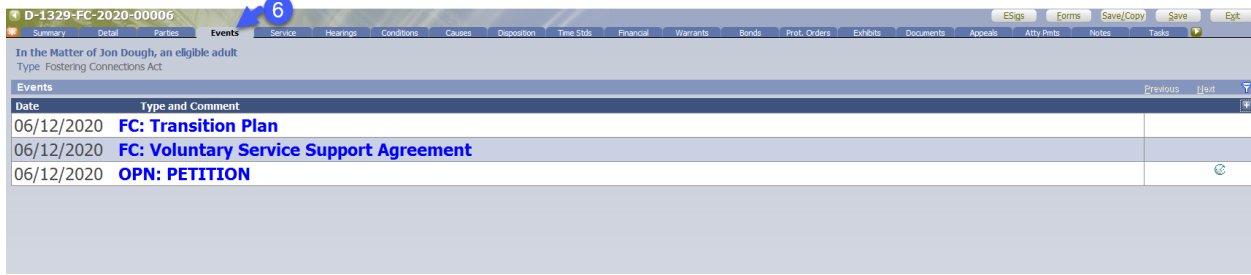 D-1329-FC-2020-00006 6 ESigs Forms Save/Copy Save Exit
Summary Detail Parties Events Service Hearings Conditions Causes Disposition Time Stds Financial Warrants Bonds Prot. Orders Exhibits Documents Appeals Atty Pmts Notes Tasks
In the Matter of Jon Dough, an eligible adult
Type Fostering Connections Act
Events Previous Next
Date Type and Comment
06/12/2020 FC: Transition Plan
06/12/2020 FC: Voluntary Service Support Agreement
06/12/2020 OPN: PETITION